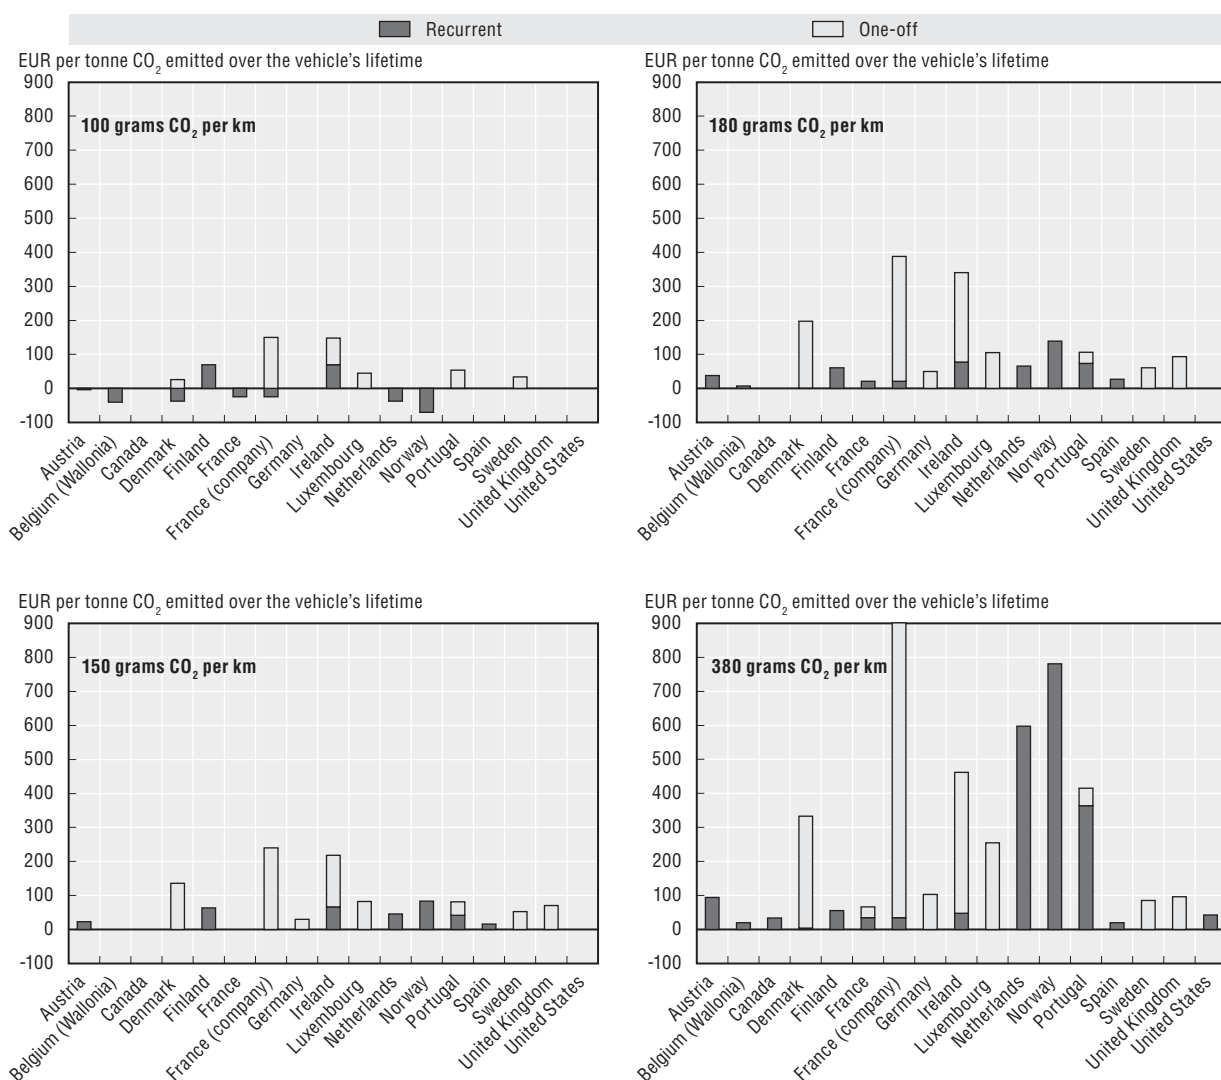 Recurrent One-off
EUR per tonne CO2 emitted over the vehicle's lifetime
900
100 grams CO2 per km
800
700
600
500
400
300
200
100
0
-100
Austria
Belgium (Wallonia)
Canada
Denmark
Finland
France
France (company)
Germany
Ireland
Luxembourg
Netherlands
Norway
Portugal
Spain
Sweden
United Kingdom
United States
EUR per tonne CO2 emitted over the vehicle's lifetime
900
180 grams CO2 per km
800
700
600
500
400
300
200
100
0
-100
Austria
Belgium (Wallonia)
Canada
Denmark
Finland
France
France (company)
Germany
Ireland
Luxembourg
Netherlands
Norway
Portugal
Spain
Sweden
United Kingdom
United States
EUR per tonne CO2 emitted over the vehicle's lifetime
900
150 grams CO2 per km
800
700
600
500
400
300
200
100
0
-100
Austria
Belgium (Wallonia)
Canada
Denmark
Finland
France
France (company)
Germany
Ireland
Luxembourg
Netherlands
Norway
Portugal
Spain
Sweden
United Kingdom
United States
EUR per tonne CO2 emitted over the vehicle's lifetime
900
380 grams CO2 per km
800
700
600
500
400
300
200
100
0
-100
Austria
Belgium (Wallonia)
Canada
Denmark
Finland
France
France (company)
Germany
Ireland
Luxembourg
Netherlands
Norway
Portugal
Spain
Sweden
United Kingdom
United States